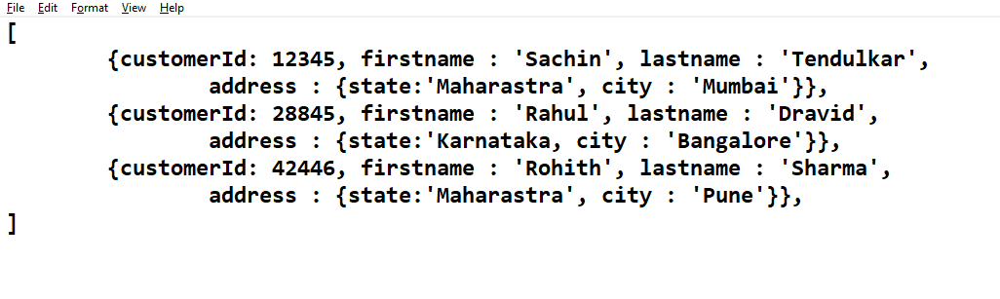 File Edit Format View Help
[
{customerId: 12345, firstname : 'Sachin', lastname : 'Tendulkar',
address : {state:'Maharastra', city : 'Mumbai'}},
{customerId: 28845, firstname : 'Rahul', lastname : 'Dravid',
address : {state:'Karnataka, city : 'Bangalore'}},
{customerId: 42446, firstname : 'Rohith', lastname : 'Sharma',
address : {state:'Maharastra', city : 'Pune'}},
]